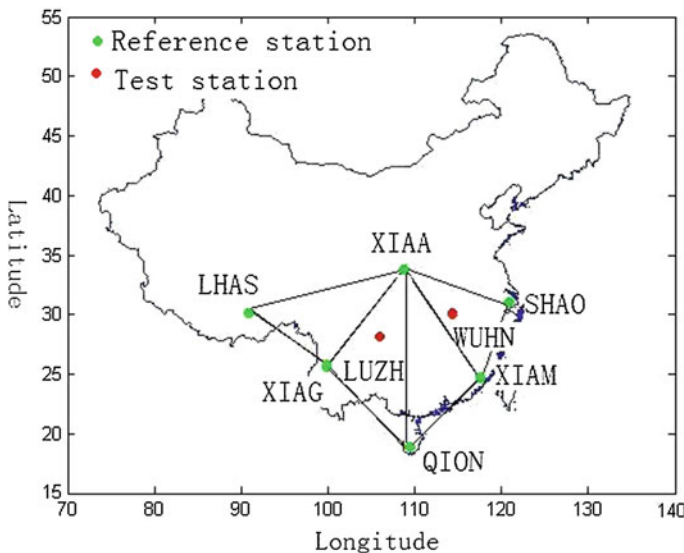 Reference station
Test station
XIAA
LHAS
SHAO
WUHN
LUZH
XIAM
XIAG
QION
Latitude
55
50
45
40
35
30
25
20
15
70
80
90
100
110
120
130
140
Longitude